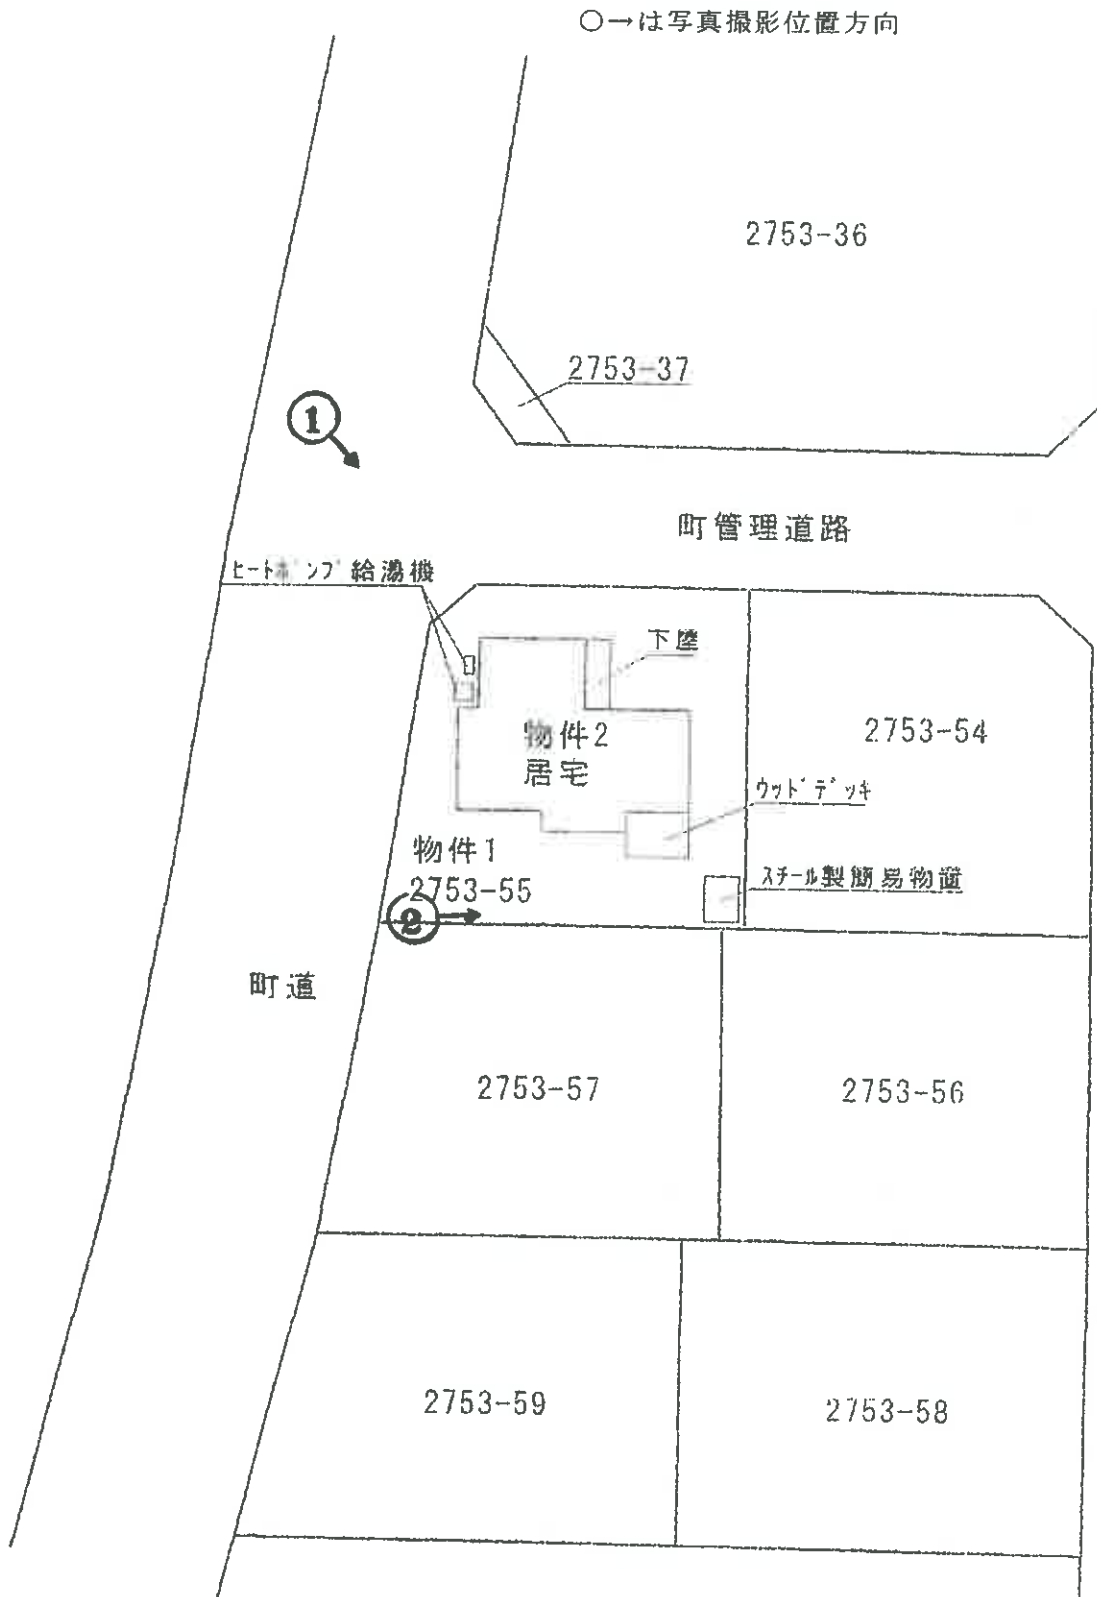 ○→は写真撮影位置方向
2753-36
2753-37
①
町管理道路
ヒートポンプ給湯機
下屋
物件2
居宅
2753-54
ウッドデッキ
物件1
2753-55
スチール製簡易物置
②
町道
2753-57
2753-56
2753-59
2753-58